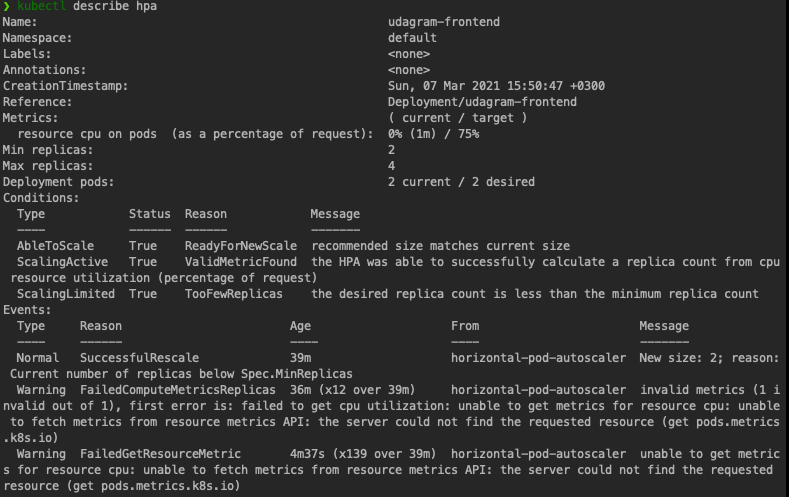 ❯ kubectl describe hpa
Name:                                                  udagram-frontend
Namespace:                                             default
Labels:                                                <none>
Annotations:                                           <none>
CreationTimestamp:                                     Sun, 07 Mar 2021 15:50:47 +0300
Reference:                                             Deployment/udagram-frontend
Metrics:                                               ( current / target )
  resource cpu on pods  (as a percentage of request):  0% (1m) / 75%
Min replicas:                                          2
Max replicas:                                          4
Deployment pods:                                       2 current / 2 desired
Conditions:
  Type            Status  Reason            Message
  ----            ------  ------            -------
  AbleToScale     True    ReadyForNewScale  recommended size matches current size
  ScalingActive   True    ValidMetricFound  the HPA was able to successfully calculate a replica count from cpu
 resource utilization (percentage of request)
  ScalingLimited  True    TooFewReplicas    the desired replica count is less than the minimum replica count
Events:
  Type     Reason                        Age                   From                       Message
  ----     ------                        ----                  ----                       -------
  Normal   SuccessfulRescale             39m                   horizontal-pod-autoscaler  New size: 2; reason:
 Current number of replicas below Spec.MinReplicas
  Warning  FailedComputeMetricsReplicas  36m (x12 over 39m)    horizontal-pod-autoscaler  invalid metrics (1 i
nvalid out of 1), first error is: failed to get cpu utilization: unable to get metrics for resource cpu: unable
 to fetch metrics from resource metrics API: the server could not find the requested resource (get pods.metrics
.k8s.io)
  Warning  FailedGetResourceMetric       4m37s (x139 over 39m)  horizontal-pod-autoscaler  unable to get metric
s for resource cpu: unable to fetch metrics from resource metrics API: the server could not find the requested
resource (get pods.metrics.k8s.io)